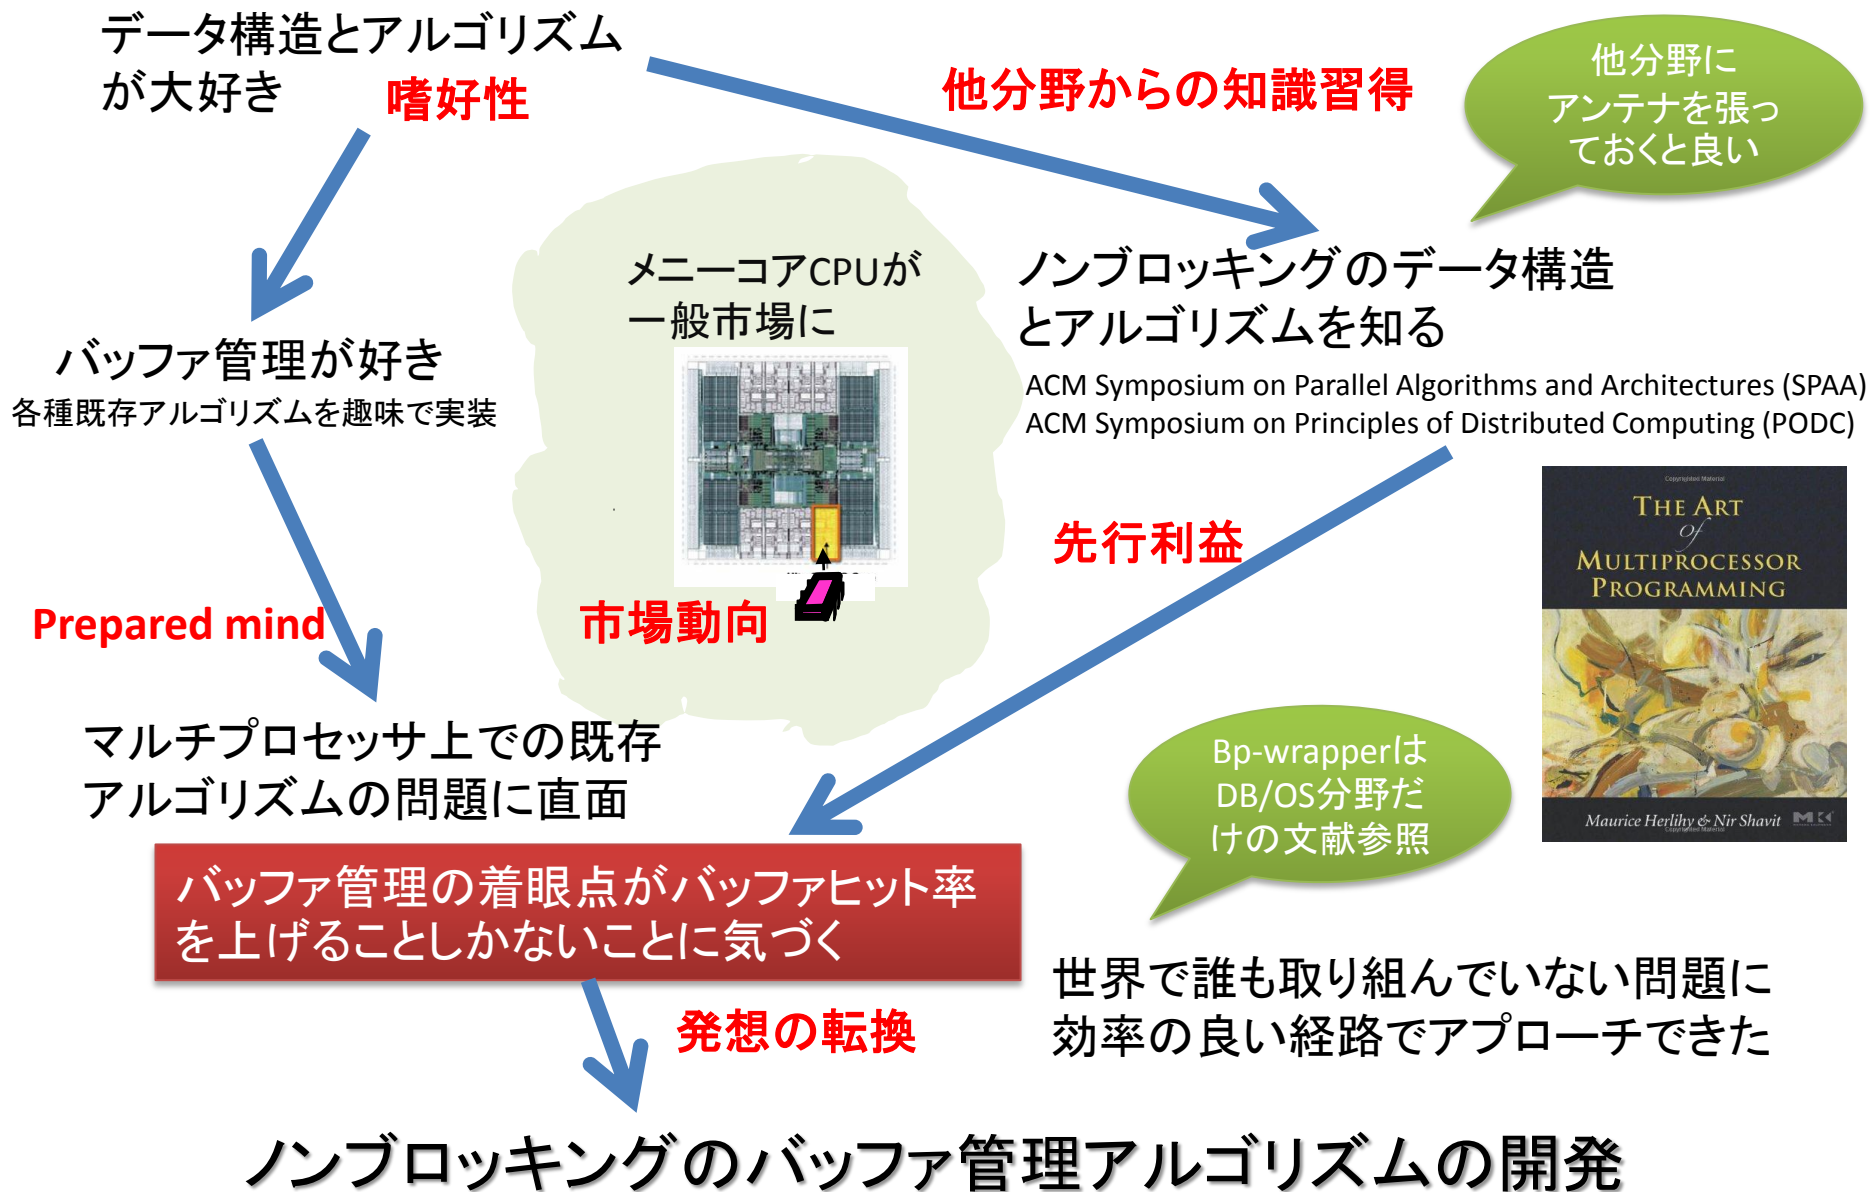 データ構造とアルゴリズム
が大好き
嗜好性
他分野からの知識習得
他分野に
アンテナを張っ
ておくと良い
メニーコアCPUが
一般市場に
ノンブロッキングのデータ構造
とアルゴリズムを知る
バッファ管理が好き
各種既存アルゴリズムを趣味で実装
ACM Symposium on Parallel Algorithms and Architectures (SPAA)
ACM Symposium on Principles of Distributed Computing (PODC)
Copyrighted Material
THE ART
of
MULTIPROCESSOR
PROGRAMMING
Maurice Herlihy & Nir Shavit
Copyrighted Material
先行利益
Prepared mind
市場動向
マルチプロセッサ上での既存
アルゴリズムの問題に直面
Bp-wrapperは
DB/OS分野だ
けの文献参照
バッファ管理の着眼点がバッファヒット率
を上げることしかないことに気づく
発想の転換
世界で誰も取り組んでいない問題に
効率の良い経路でアプローチできた
ノンブロッキングのバッファ管理アルゴリズムの開発